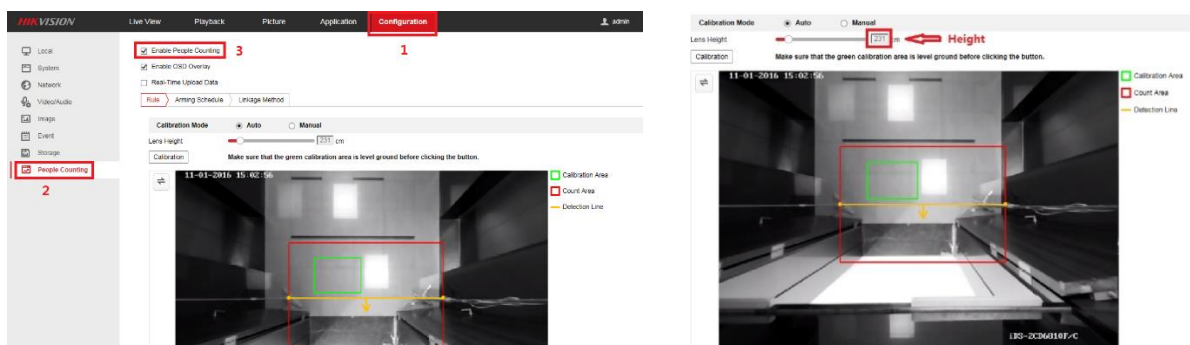 HIKVISION
Live View Playback Picture Application Configuration admin
1
Local
System
Network
Video/Audio
Image
Event
Storage
People Counting
2
Enable People Counting 3
Enable OSD Overlay
Real-Time Upload Data
Rule Arming Schedule Linkage Method
Calibration Mode Auto Manual
Lens Height 231 cm
Calibration Make sure that the green calibration area is level ground before clicking the button.
11-01-2016 15:02:56
Calibration Area
Count Area
Detection Line
Calibration Mode Auto Manual
Lens Height 231 cm Height
Calibration Make sure that the green calibration area is level ground before clicking the button.
11-01-2016 15:02:56
Calibration Area
Count Area
Detection Line
iDS-2CD6810F/C